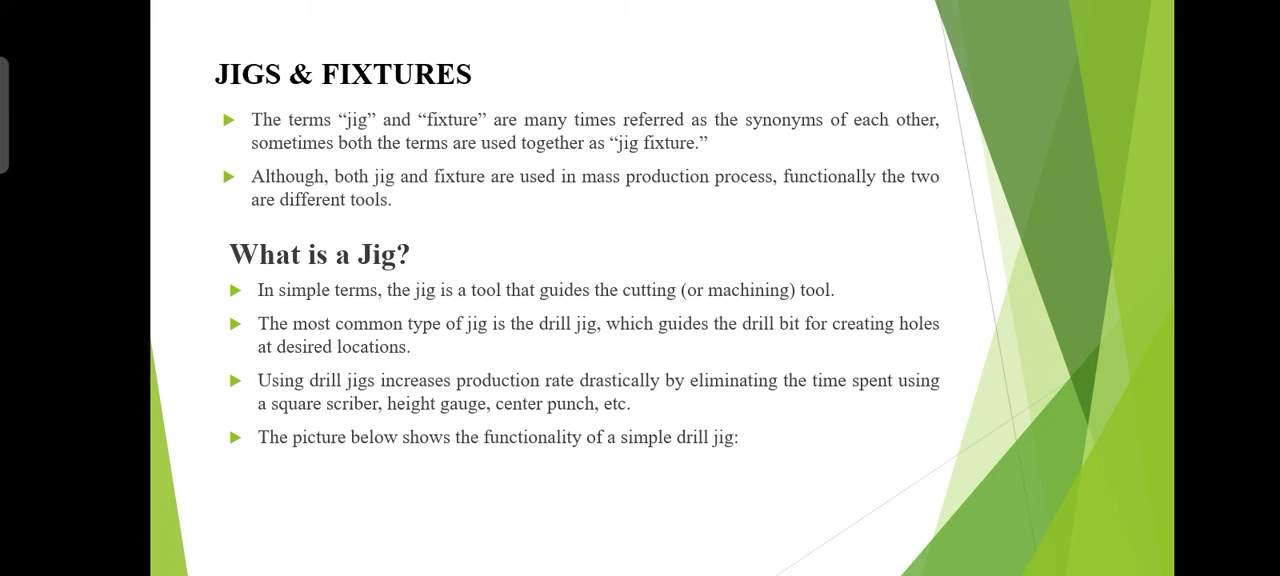 JIGS & FIXTURES
The terms “jig” and “fixture” are many times referred as the synonyms of each other,
sometimes both the terms are used together as “jig fixture.”
Although, both jig and fixture are used in mass production process, functionally the two
are different tools.
What is a Jig?
In simple terms, the jig is a tool that guides the cutting (or machining) tool.
The most common type of jig is the drill jig, which guides the drill bit for creating holes
at desired locations.
Using drill jigs increases production rate drastically by eliminating the time spent using
a square scriber, height gauge, center punch, etc.
The picture below shows the functionality of a simple drill jig: